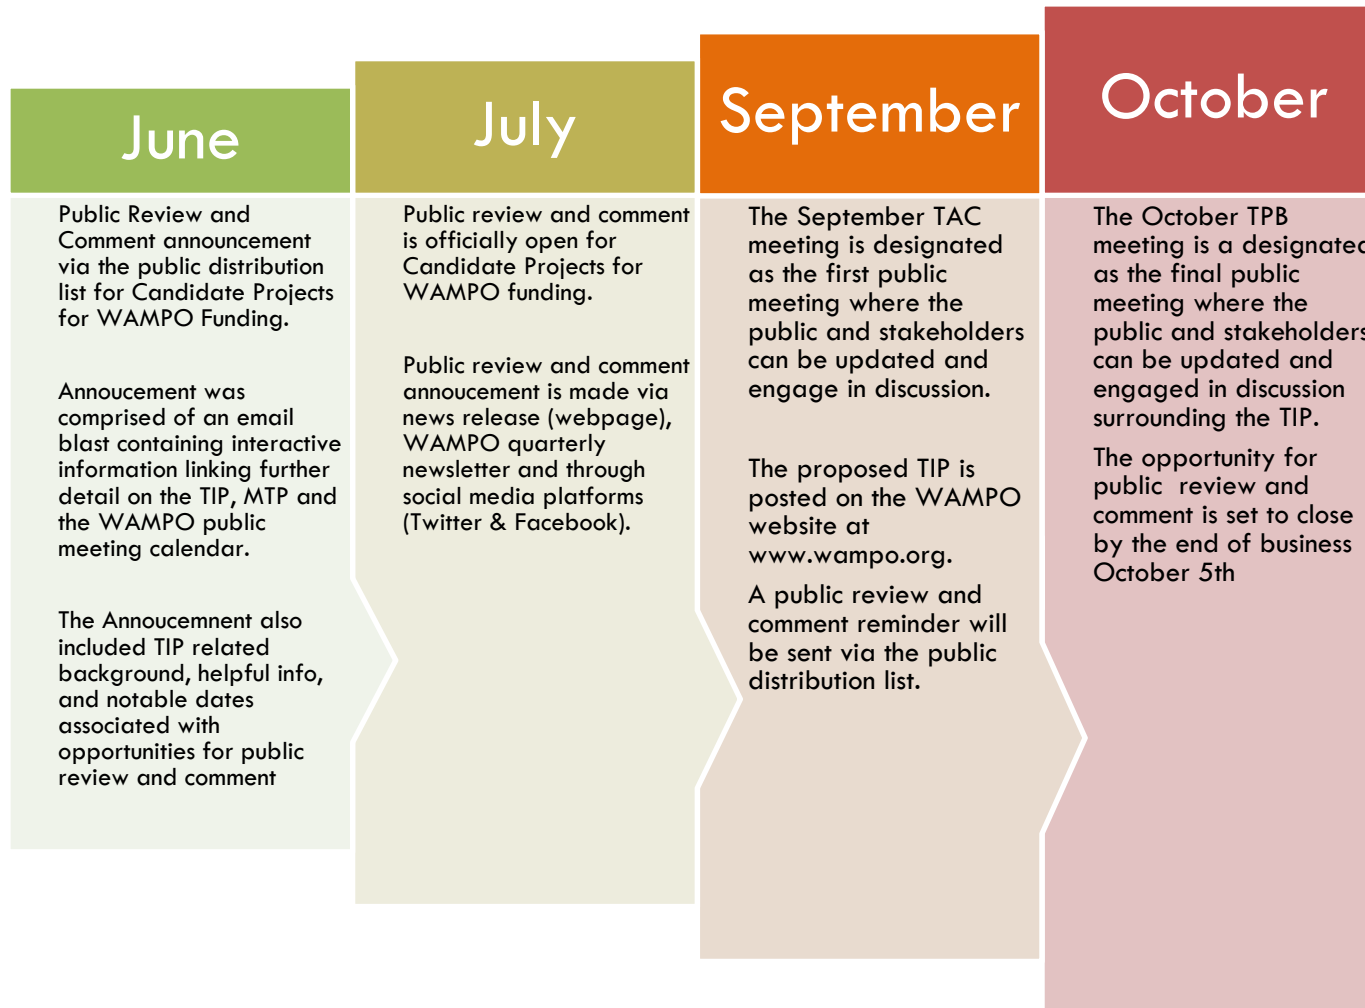 June
Public Review and
Comment announcement
via the public distribution
list for Candidate Projects
for WAMPO Funding.
Annoucement was
comprised of an email
blast containing interactive
information linking further
detail on the TIP, MTP and
the WAMPO public
meeting calendar.
The Annoucemnent also
included TIP related
background, helpful info,
and notable dates
associated with
opportunities for public
review and comment
July
Public review and comment
is officially open for
Candidate Projects for
WAMPO funding.
Public review and comment
annoucement is made via
news release (webpage),
WAMPO quarterly
newsletter and through
social media platforms
(Twitter & Facebook).
September
The September TAC
meeting is designated
as the first public
meeting where the
public and stakeholders
can be updated and
engage in discussion.
The proposed TIP is
posted on the WAMPO
website at
www.wampo.org.
A public review and
comment reminder will
be sent via the public
distribution list.
October
The October TPB
meeting is a designated
as the final public
meeting where the
public and stakeholders
can be updated and
engaged in discussion
surrounding the TIP.
The opportunity for
public  review and
comment is set to close
by the end of business
October 5th